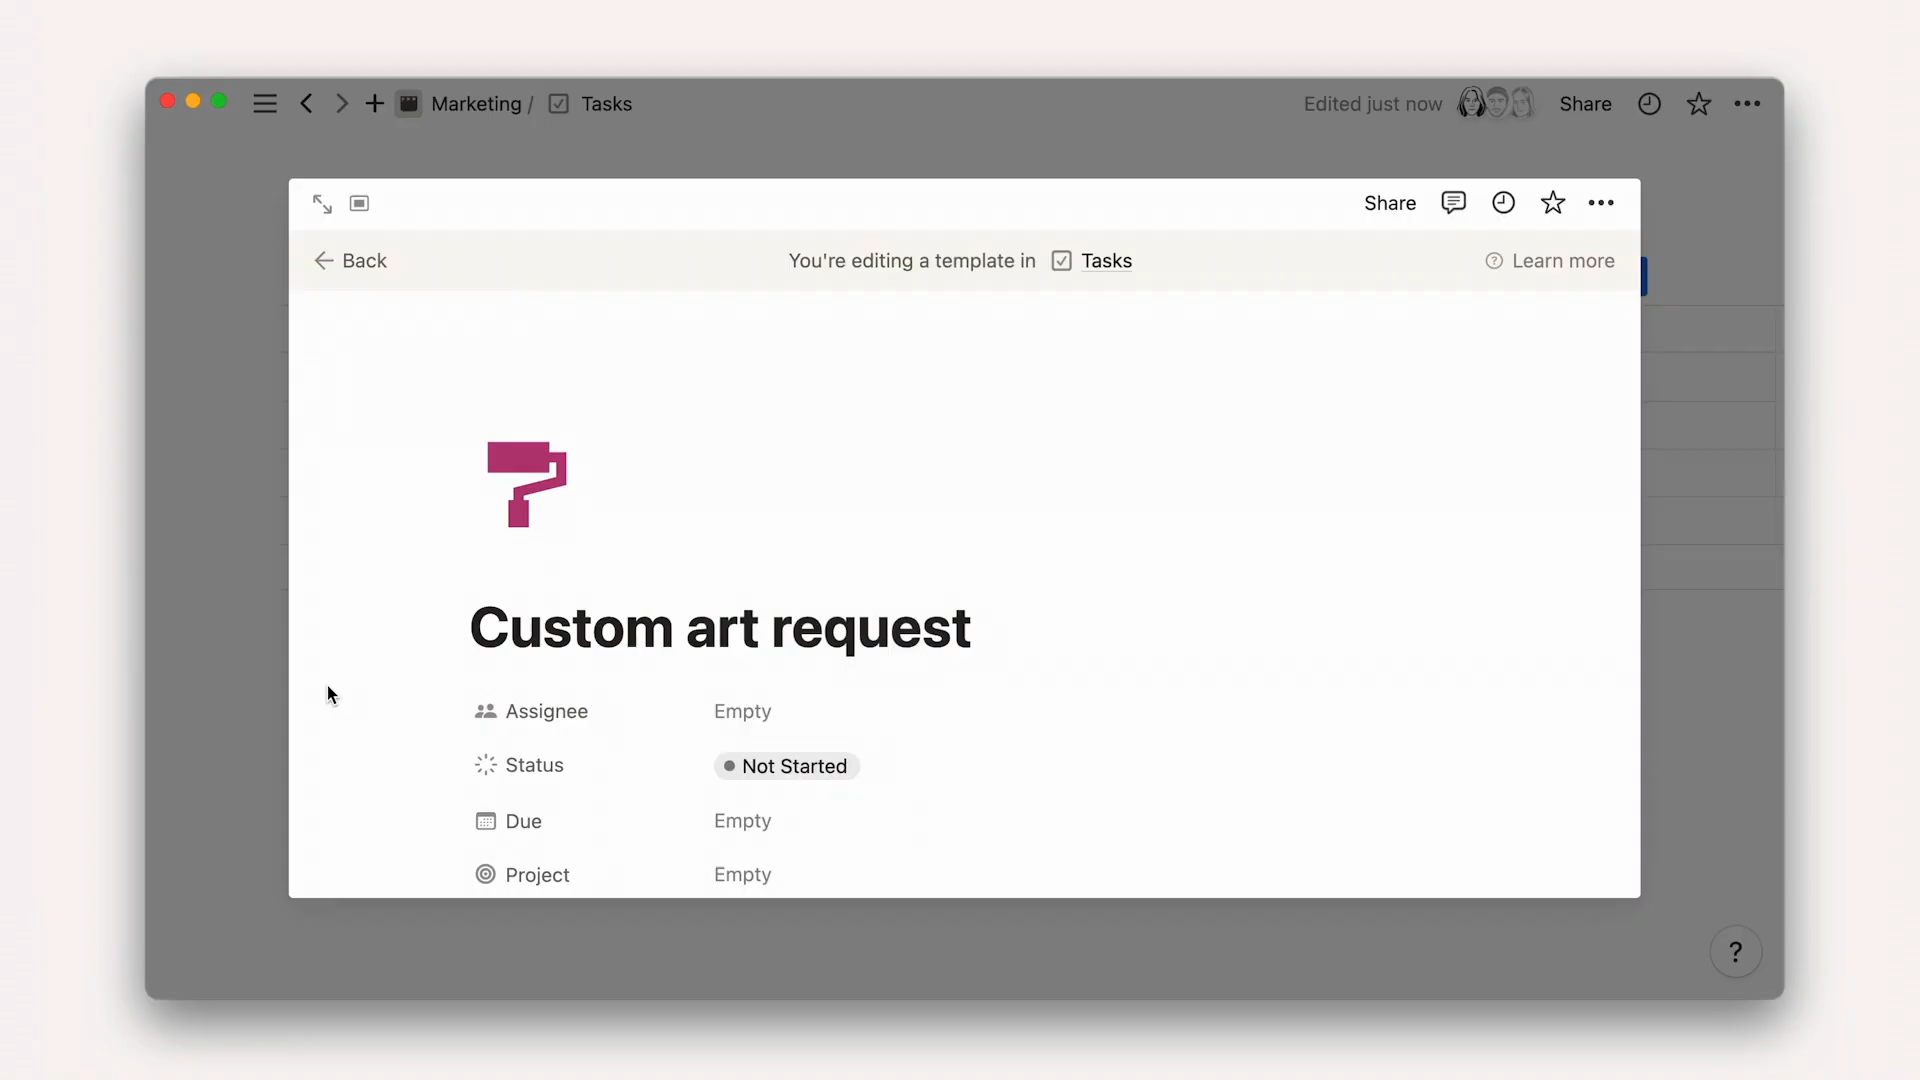 Marketing / Tasks
Edited just now
Share
Share
Back
You're editing a template in Tasks
Learn more
Custom art request
Assignee Empty
Status Not Started
Due Empty
Project Empty
?